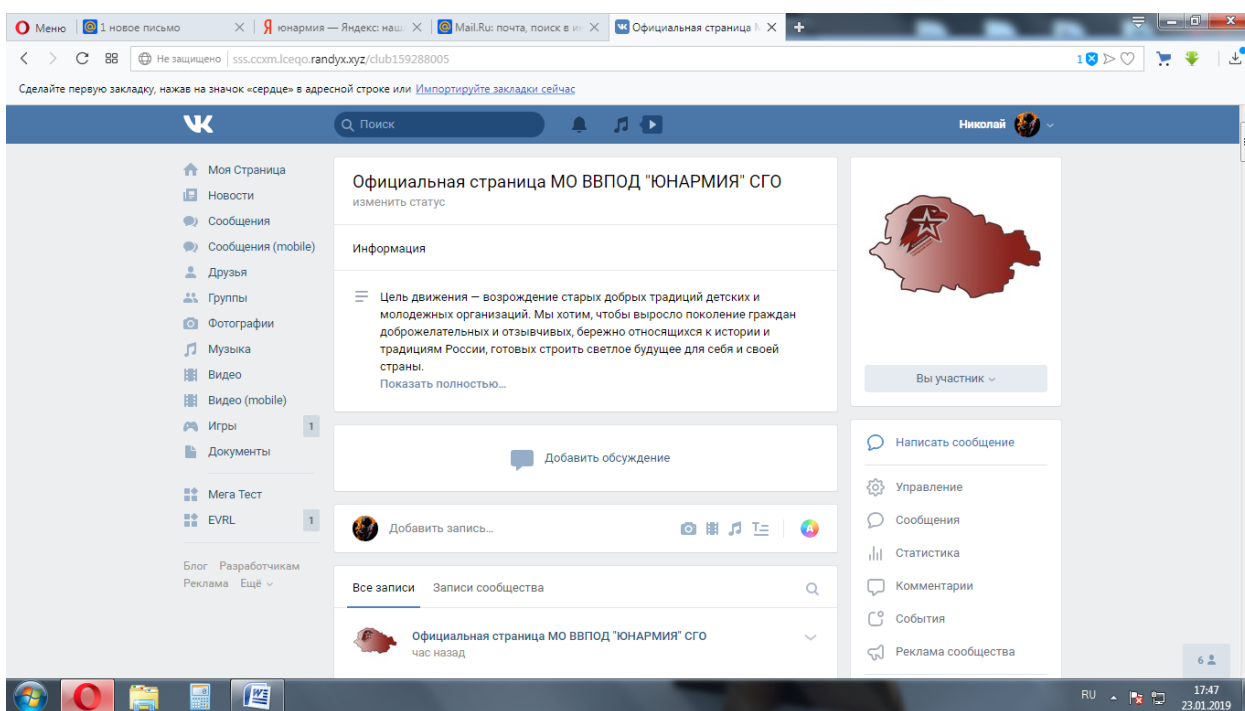 Меню
1 новое письмо
юнармия — Яндекс: наш
Mail.Ru: почта, поиск в ин
Официальная страница М
Не защищено sss.ccxm.lceqo.randyx.xyz/club159288005
1
Сделайте первую закладку, нажав на значок «сердце» в адресной строке или Импортируйте закладки сейчас
Поиск
Николай
Моя Страница
Новости
Сообщения
Сообщения (mobile)
Друзья
Группы
Фотографии
Музыка
Видео
Видео (mobile)
Игры 1
Документы
Мега Тест
EVRL 1
Блог Разработчикам
Реклама Ещё
Официальная страница МО ВВПОД "ЮНАРМИЯ" СГО
изменить статус
Информация
Цель движения — возрождение старых добрых традиций детских и
молодежных организаций. Мы хотим, чтобы выросло поколение граждан
доброжелательных и отзывчивых, бережно относящихся к истории и
традициям России, готовых строить светлое будущее для себя и своей
страны.
Показать полностью...
Добавить обсуждение
Добавить запись...
Все записи Записи сообщества
Официальная страница МО ВВПОД "ЮНАРМИЯ" СГО
час назад
Вы участник
Написать сообщение
Управление
Сообщения
Статистика
Комментарии
События
Реклама сообщества
6
RU
17:47
23.01.2019